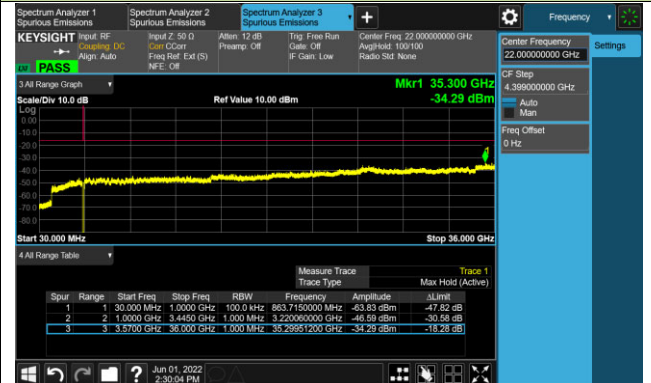 Spectrum Analyzer 1
Spurious Emissions
Spectrum Analyzer 2
Spurious Emissions
Spectrum Analyzer 3
Spurious Emissions
Frequency
KEYSIGHT
PASS
Input: RF
Coupling: DC
Align: Auto
Input Z: 50 Ω
Corr CCorr
Freq Ref: Ext (S)
NFE: Off
Atten: 12 dB
Preamp: Off
Trig: Free Run
Gate: Off
IF Gain: Low
Center Freq: 22.000000000 GHz
Avg|Hold: 100/100
Radio Std: None
Center Frequency
22.000000000 GHz
Settings
CF Step
4.399000000 GHz
Auto
Man
Freq Offset
0 Hz
3 All Range Graph
Mkr1 35.300 GHz
Scale/Div 10.0 dB
Ref Value 10.00 dBm
-34.29 dBm
Log
0.00
-10.0
-20.0
-30.0
-40.0
-50.0
-60.0
-70.0
-80.0
Start 30.000 MHz
Stop 36.000 GHz
4 All Range Table
Measure Trace Trace 1
Trace Type Max Hold (Active)
Spur Range Start Freq Stop Freq RBW Frequency Amplitude ΔLimit
1 1 30.000 MHz 1.0000 GHz 100.0 kHz 863.7150000 MHz -63.83 dBm -47.82 dB
2 2 1.0000 GHz 3.4450 GHz 1.000 MHz 3.220060000 GHz -46.59 dBm -30.58 dB
3 3 3.5700 GHz 36.000 GHz 1.000 MHz 35.29951200 GHz -34.29 dBm -18.28 dB
Jun 01, 2022
2:30:04 PM